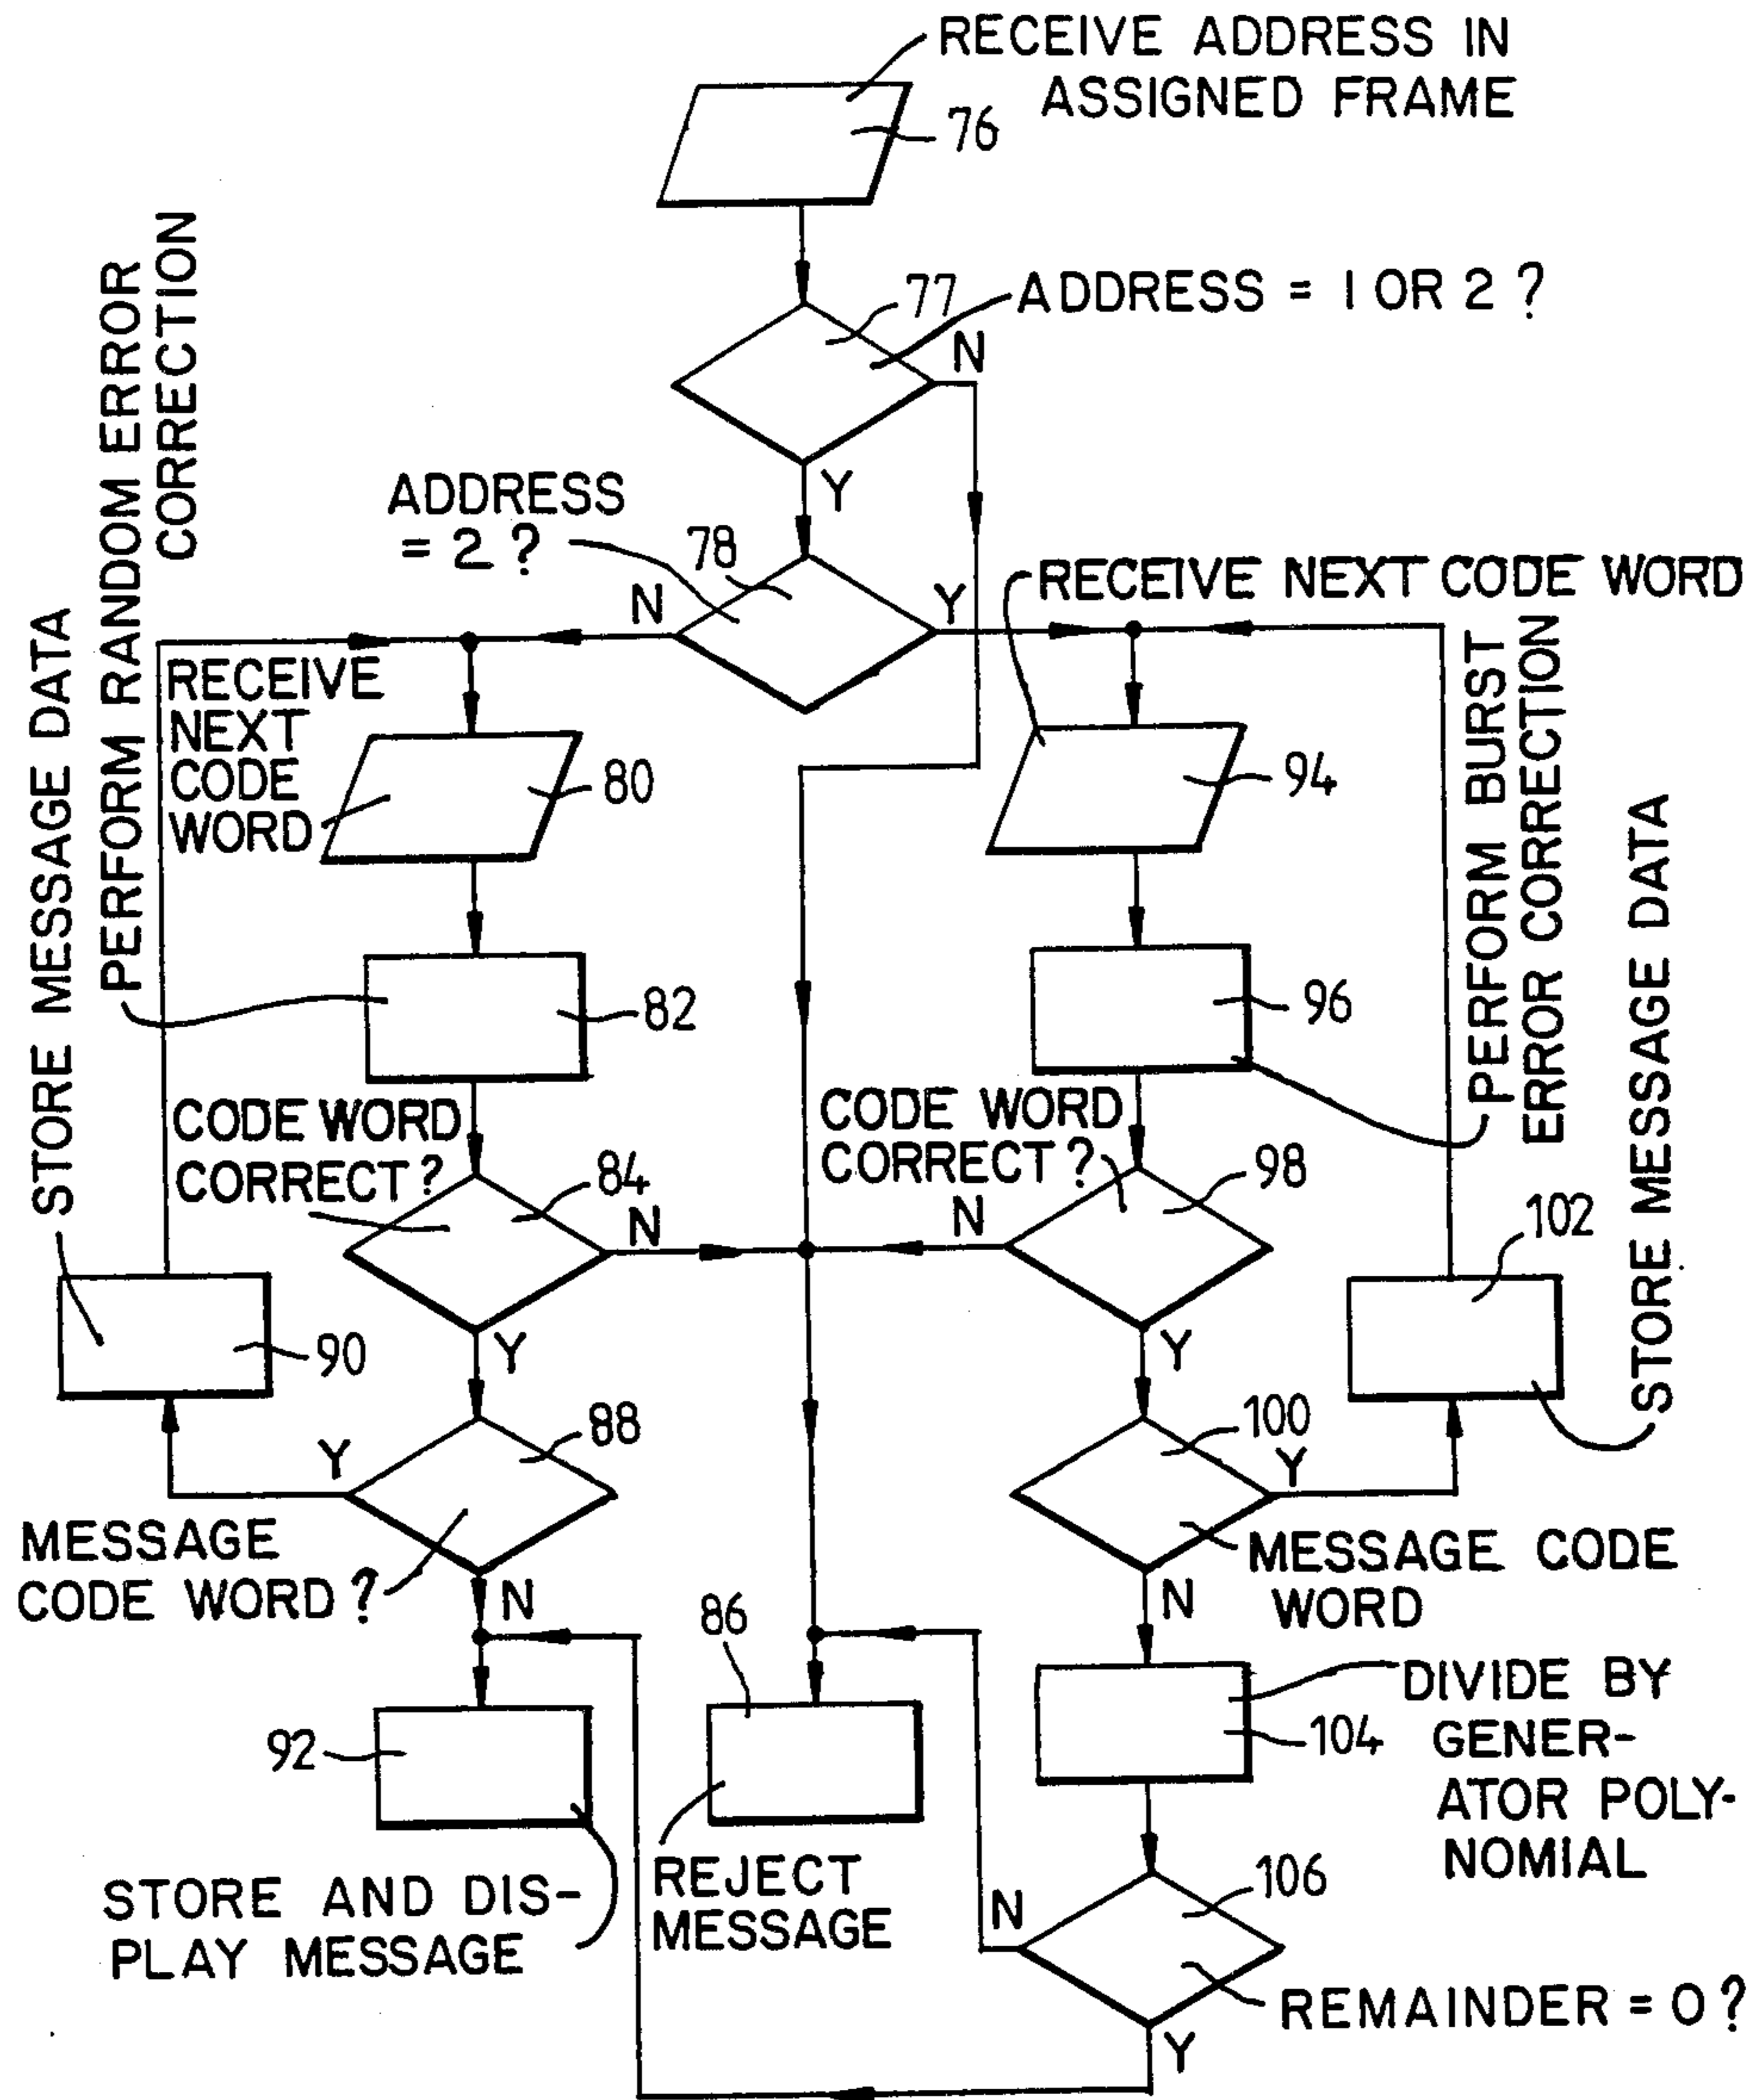 RECEIVE ADDRESS IN
ASSIGNED FRAME
76
77
ADDRESS = 1 OR 2 ?
N
Y
ADDRESS
= 2 ?
78
N
Y
RECEIVE NEXT CODE WORD
PERFORM RANDOM ERROR
CORRECTION
STORE MESSAGE DATA
RECEIVE
NEXT
CODE
WORD
80
94
PERFORM BURST
ERROR CORRECTION
STORE MESSAGE DATA
82
96
CODE WORD
CORRECT ?
84
N
Y
CODE WORD
CORRECT ?
98
N
Y
102
90
88
Y
MESSAGE
CODE WORD ?
N
100
Y
MESSAGE CODE
WORD
N
86
92
STORE AND DIS-
PLAY MESSAGE
REJECT
MESSAGE
104
DIVIDE BY
GENER-
ATOR POLY-
NOMIAL
106
N
REMAINDER = 0 ?
Y